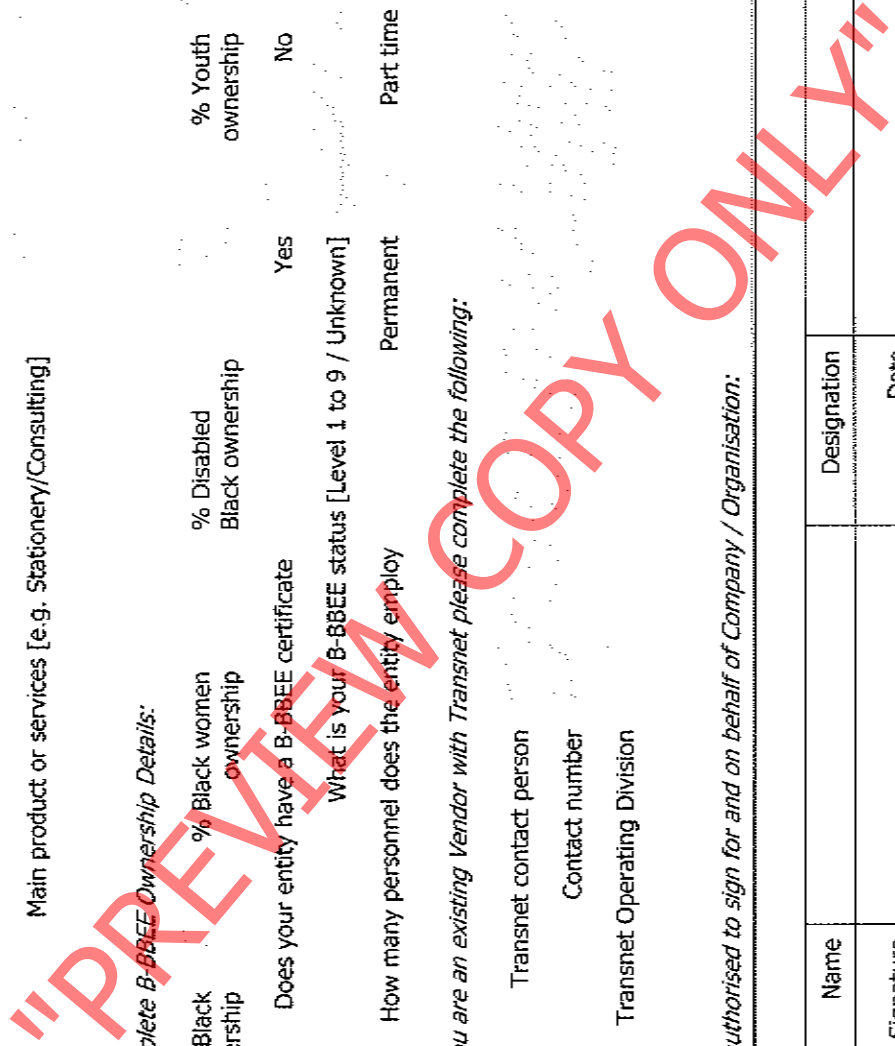 Main product or services [e.g. Stationery/Consulting]
plete B-BBEE Ownership Details:
Black % Black women % Disabled % Youth
ership ownership Black ownership ownership
Does your entity have a B-BBEE certificate Yes No
What is your B-BBEE status [Level 1 to 9 / Unknown]
How many personnel does the entity employ Permanent Part time
u are an existing Vendor with Transnet please complete the following:
Transnet contact person
Contact number
Transnet Operating Division
uthorised to sign for and on behalf of Company / Organisation:
Name Designation
Signature Date
"PREVIEW COPY ONLY"